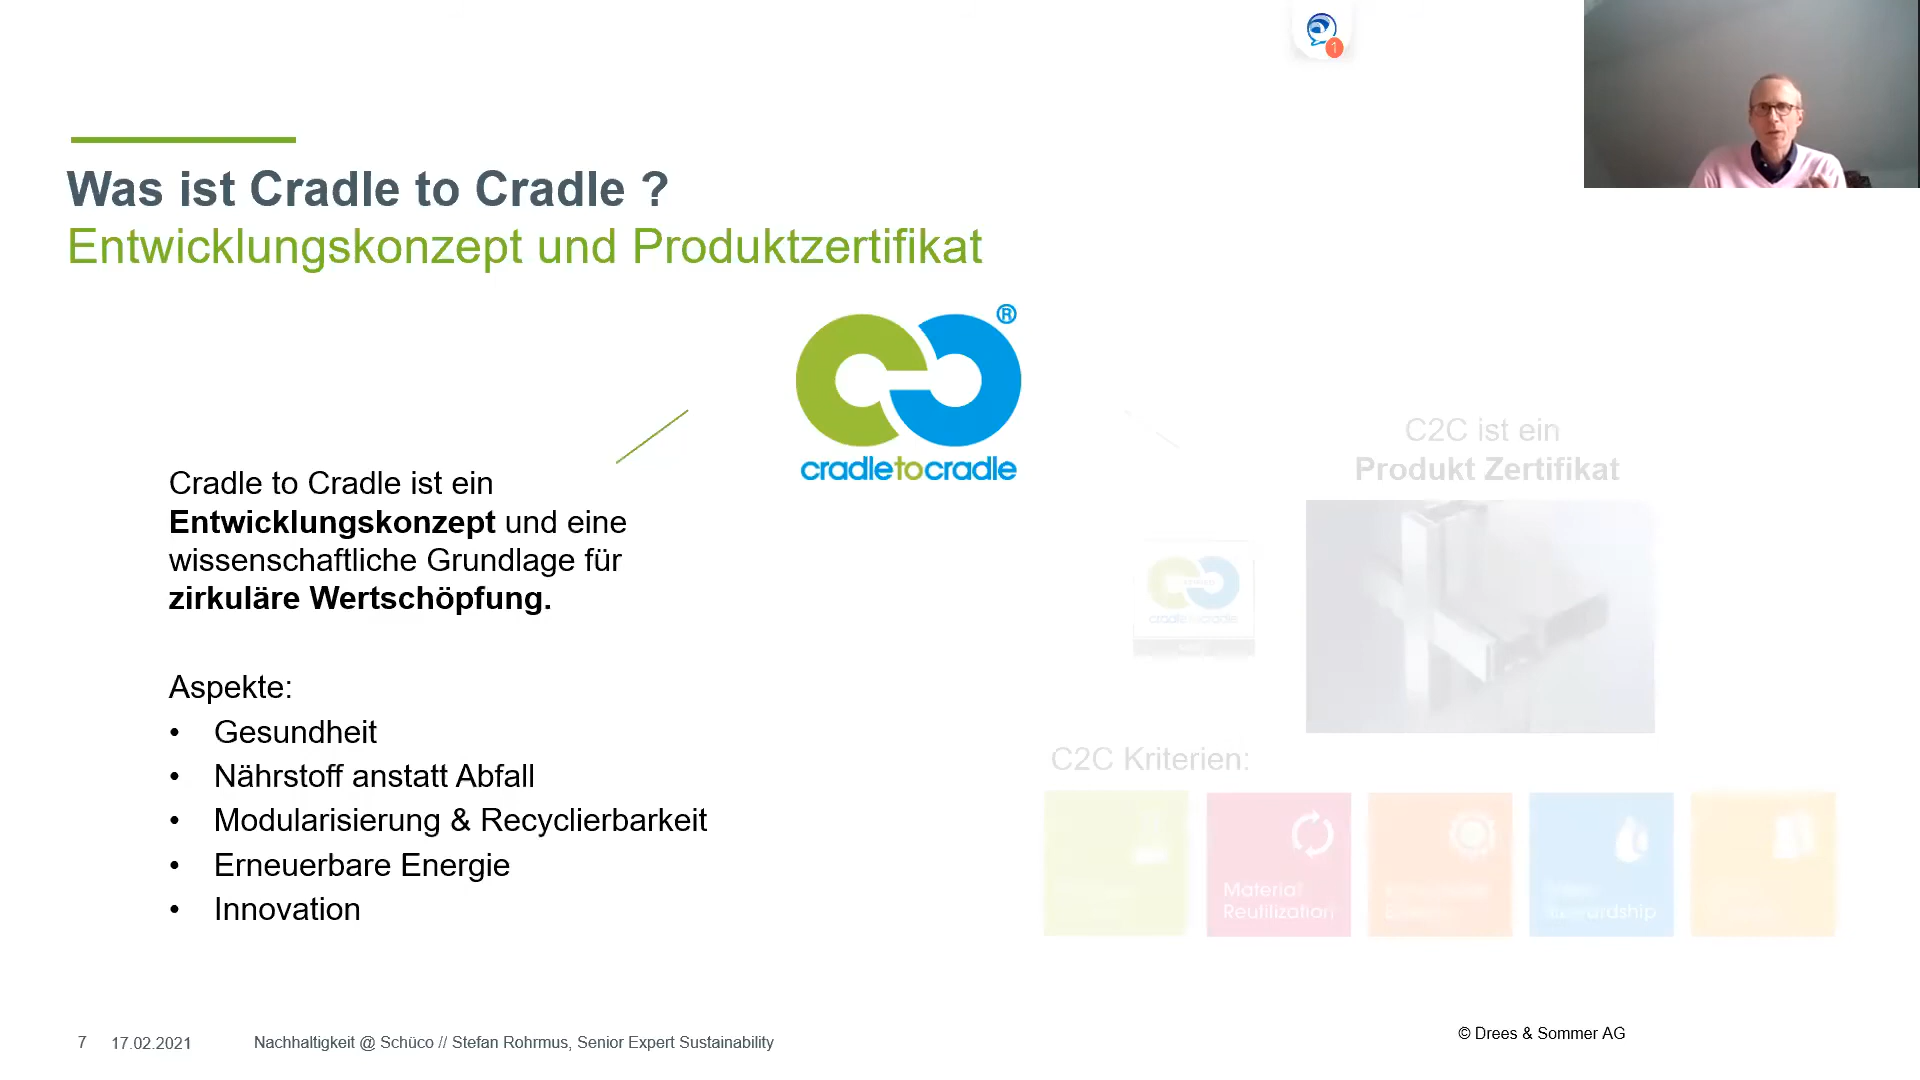 1
Was ist Cradle to Cradle ?
Entwicklungskonzept und Produktzertifikat
®
cradletocradle
Cradle to Cradle ist ein
Entwicklungskonzept und eine
wissenschaftliche Grundlage für
zirkuläre Wertschöpfung.
Aspekte:
• Gesundheit
• Nährstoff anstatt Abfall
• Modularisierung & Recyclierbarkeit
• Erneuerbare Energie
• Innovation
C2C ist ein
Produkt Zertifikat
cradletocradle
C2C Kriterien:
Material
Reutilization
7 17.02.2021 Nachhaltigkeit @ Schüco // Stefan Rohrmus, Senior Expert Sustainability
© Drees & Sommer AG